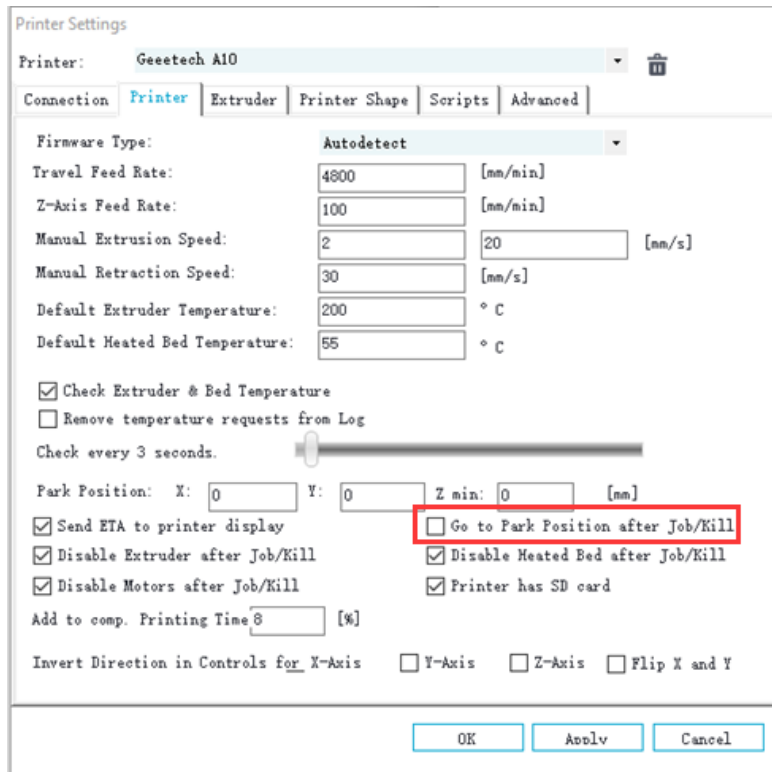 Printer Settings
Printer: Geeetech A10
Connection Printer Extruder Printer Shape Scripts Advanced
Firmware Type: Autodetect
Travel Feed Rate: 4800 [mm/min]
Z-Axis Feed Rate: 100 [mm/min]
Manual Extrusion Speed: 2 20 [mm/s]
Manual Retraction Speed: 30 [mm/s]
Default Extruder Temperature: 200 ° C
Default Heated Bed Temperature: 55 ° C
Check Extruder & Bed Temperature
Remove temperature requests from Log
Check every 3 seconds.
Park Position: X: 0 Y: 0 Z min: 0 [mm]
Send ETA to printer display Go to Park Position after Job/Kill
Disable Extruder after Job/Kill Disable Heated Bed after Job/Kill
Disable Motors after Job/Kill Printer has SD card
Add to comp. Printing Time 8 [%]
Invert Direction in Controls for X-Axis Y-Axis Z-Axis Flip X and Y
OK Apply Cancel